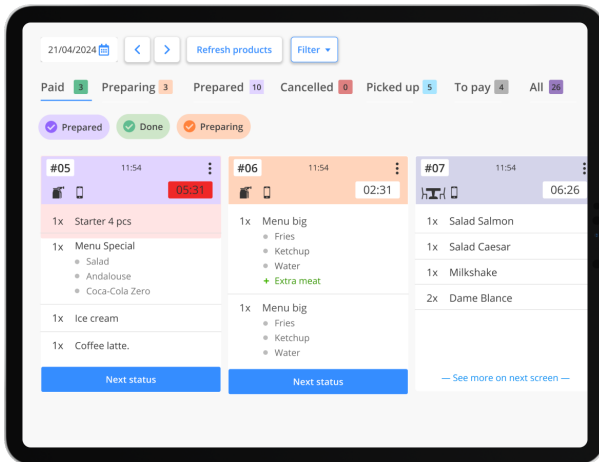 21/04/2024
Refresh products
Filter
Paid 3 Preparing 3 Prepared 10 Cancelled 0 Picked up 5 To pay 4 All 26
Prepared Done Preparing
#05 11:54
05:31
1x Starter 4 pcs
1x Menu Special
Salad
Andalouse
Coca-Cola Zero
1x Ice cream
1x Coffee latte.
Next status
#06 11:54
02:31
1x Menu big
Fries
Ketchup
Water
+ Extra meat
1x Menu big
Fries
Ketchup
Water
Next status
#07 11:54
06:26
1x Salad Salmon
1x Salad Caesar
1x Milkshake
2x Dame Blance
— See more on next screen —